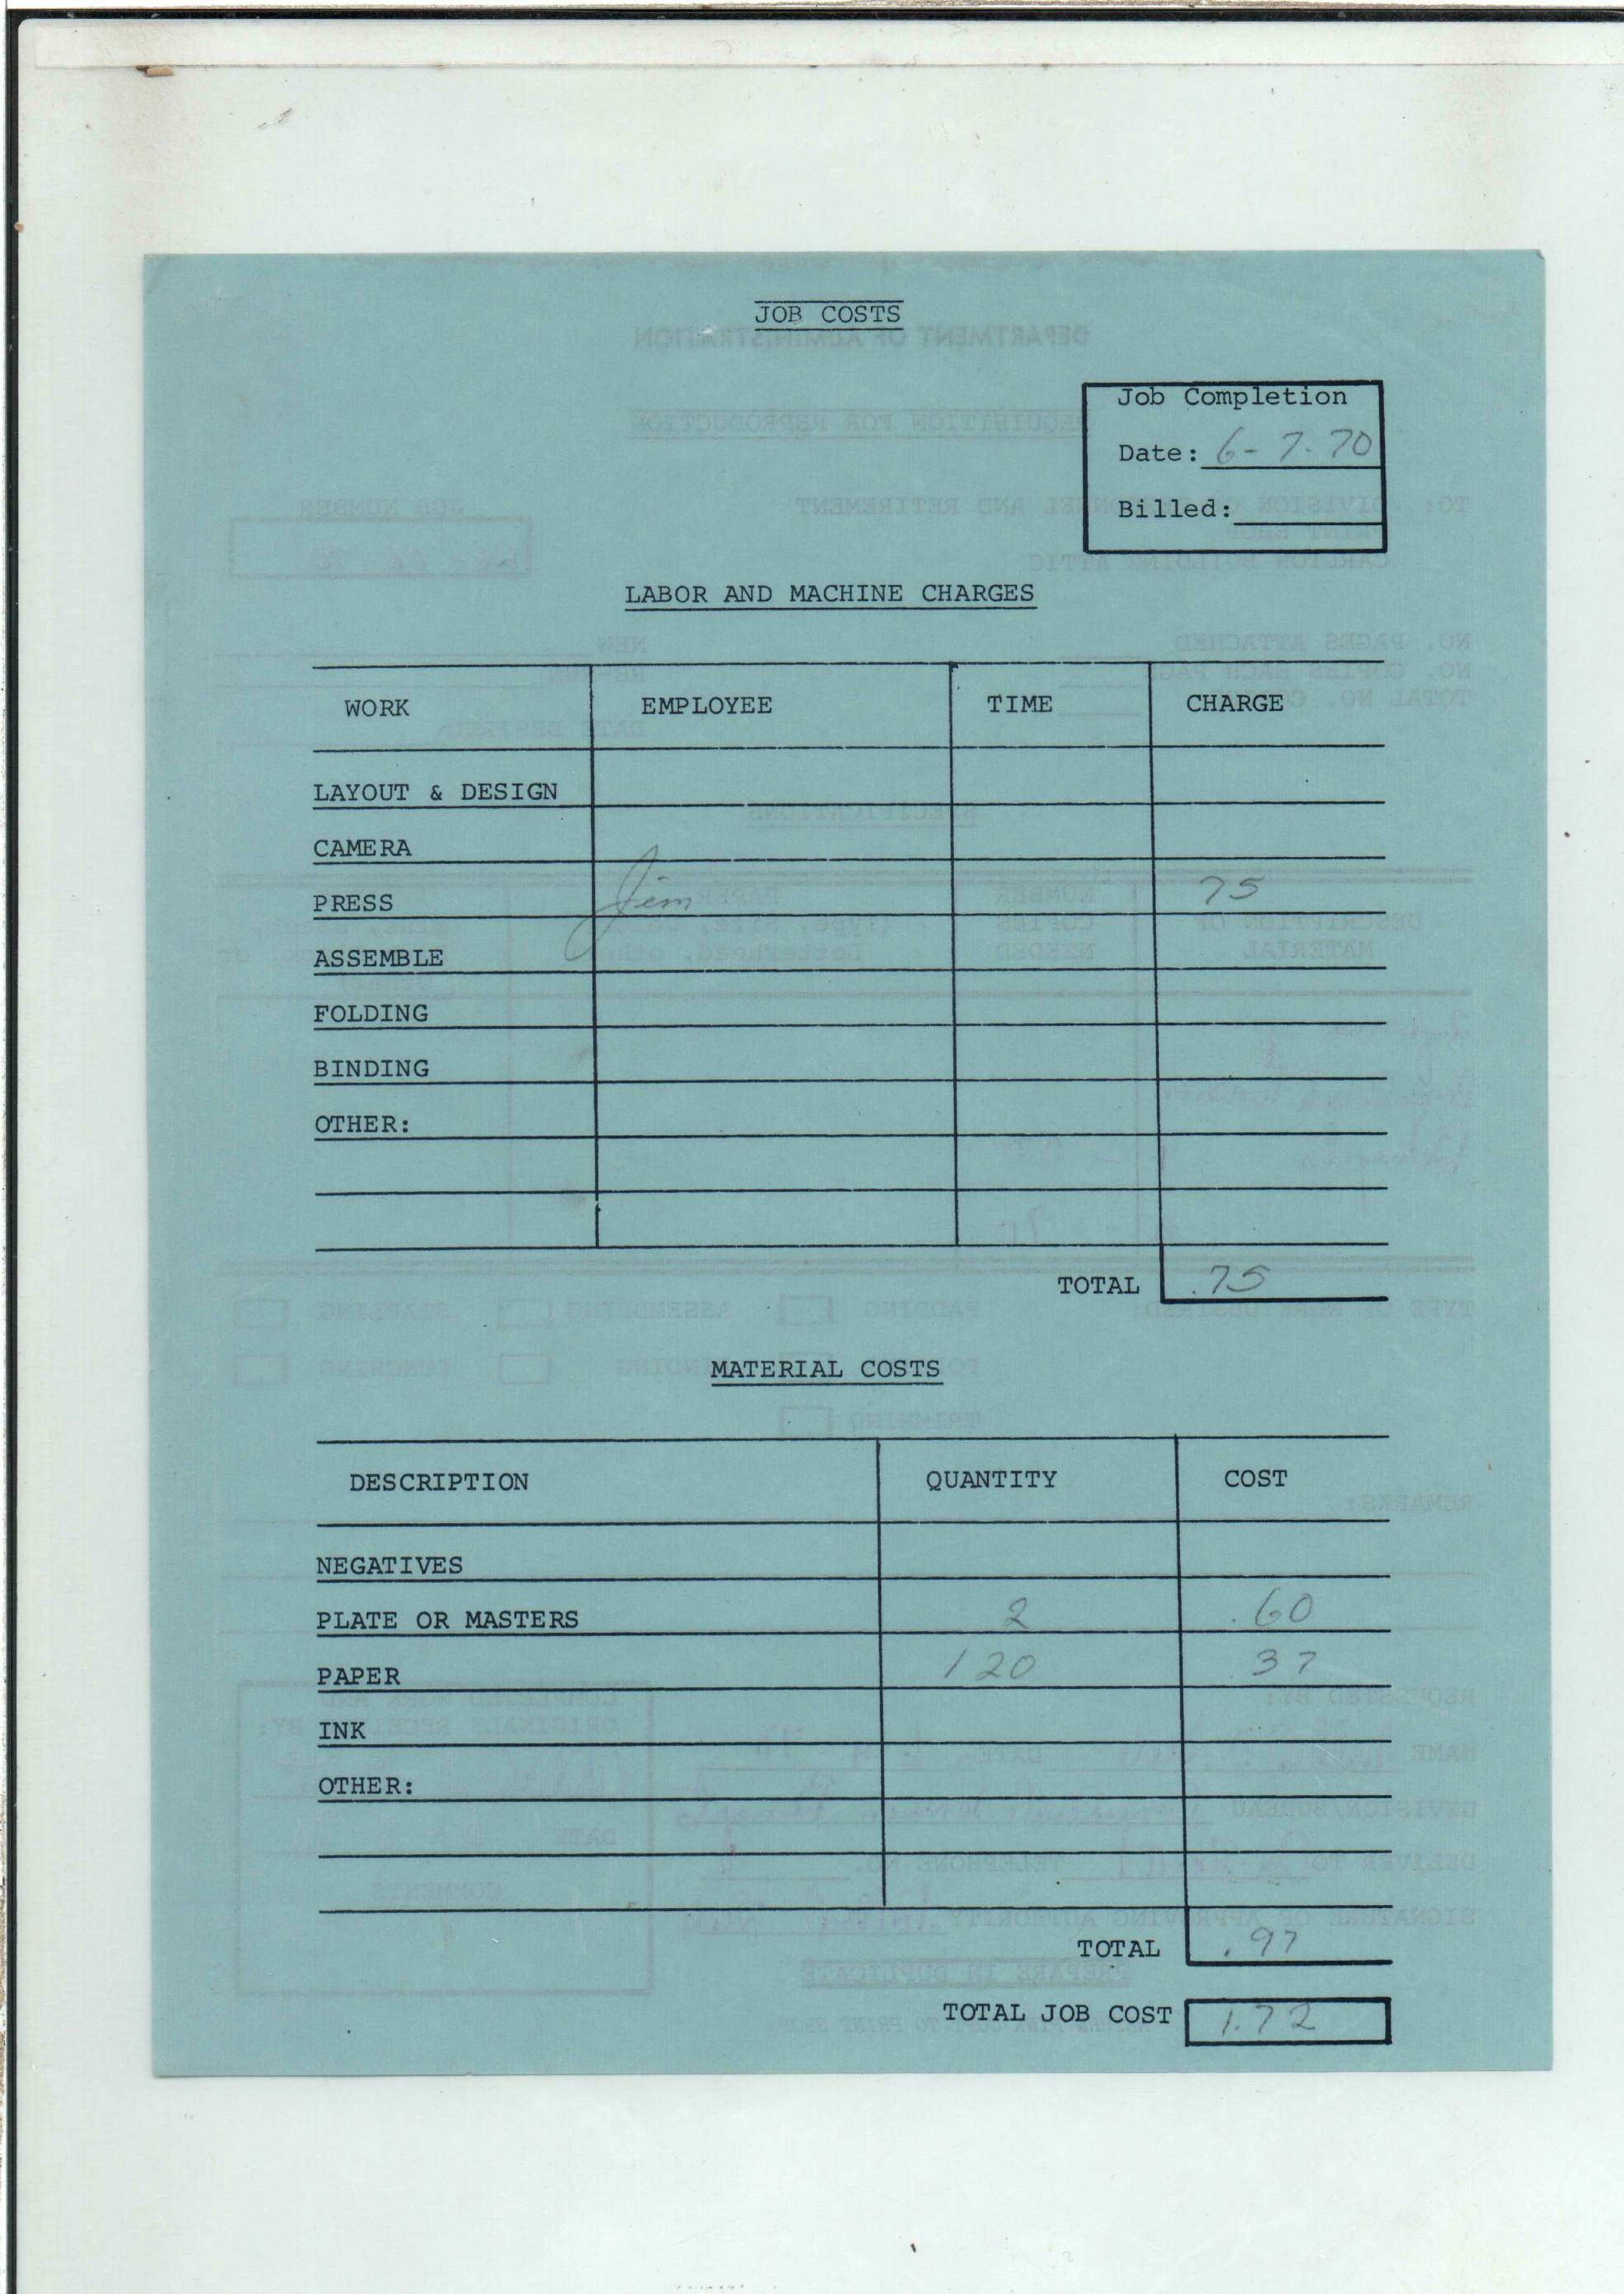 JOB COSTS
Job Completion
Date: 6-7-70
Billed:
LABOR AND MACHINE CHARGES
WORK EMPLOYEE TIME CHARGE
LAYOUT & DESIGN
CAMERA
PRESS Jim 75
ASSEMBLE
FOLDING
BINDING
OTHER:
TOTAL .75
MATERIAL COSTS
DESCRIPTION QUANTITY COST
NEGATIVES
PLATE OR MASTERS 2 .60
PAPER 120 37
INK
OTHER:
TOTAL .97
TOTAL JOB COST 1.72